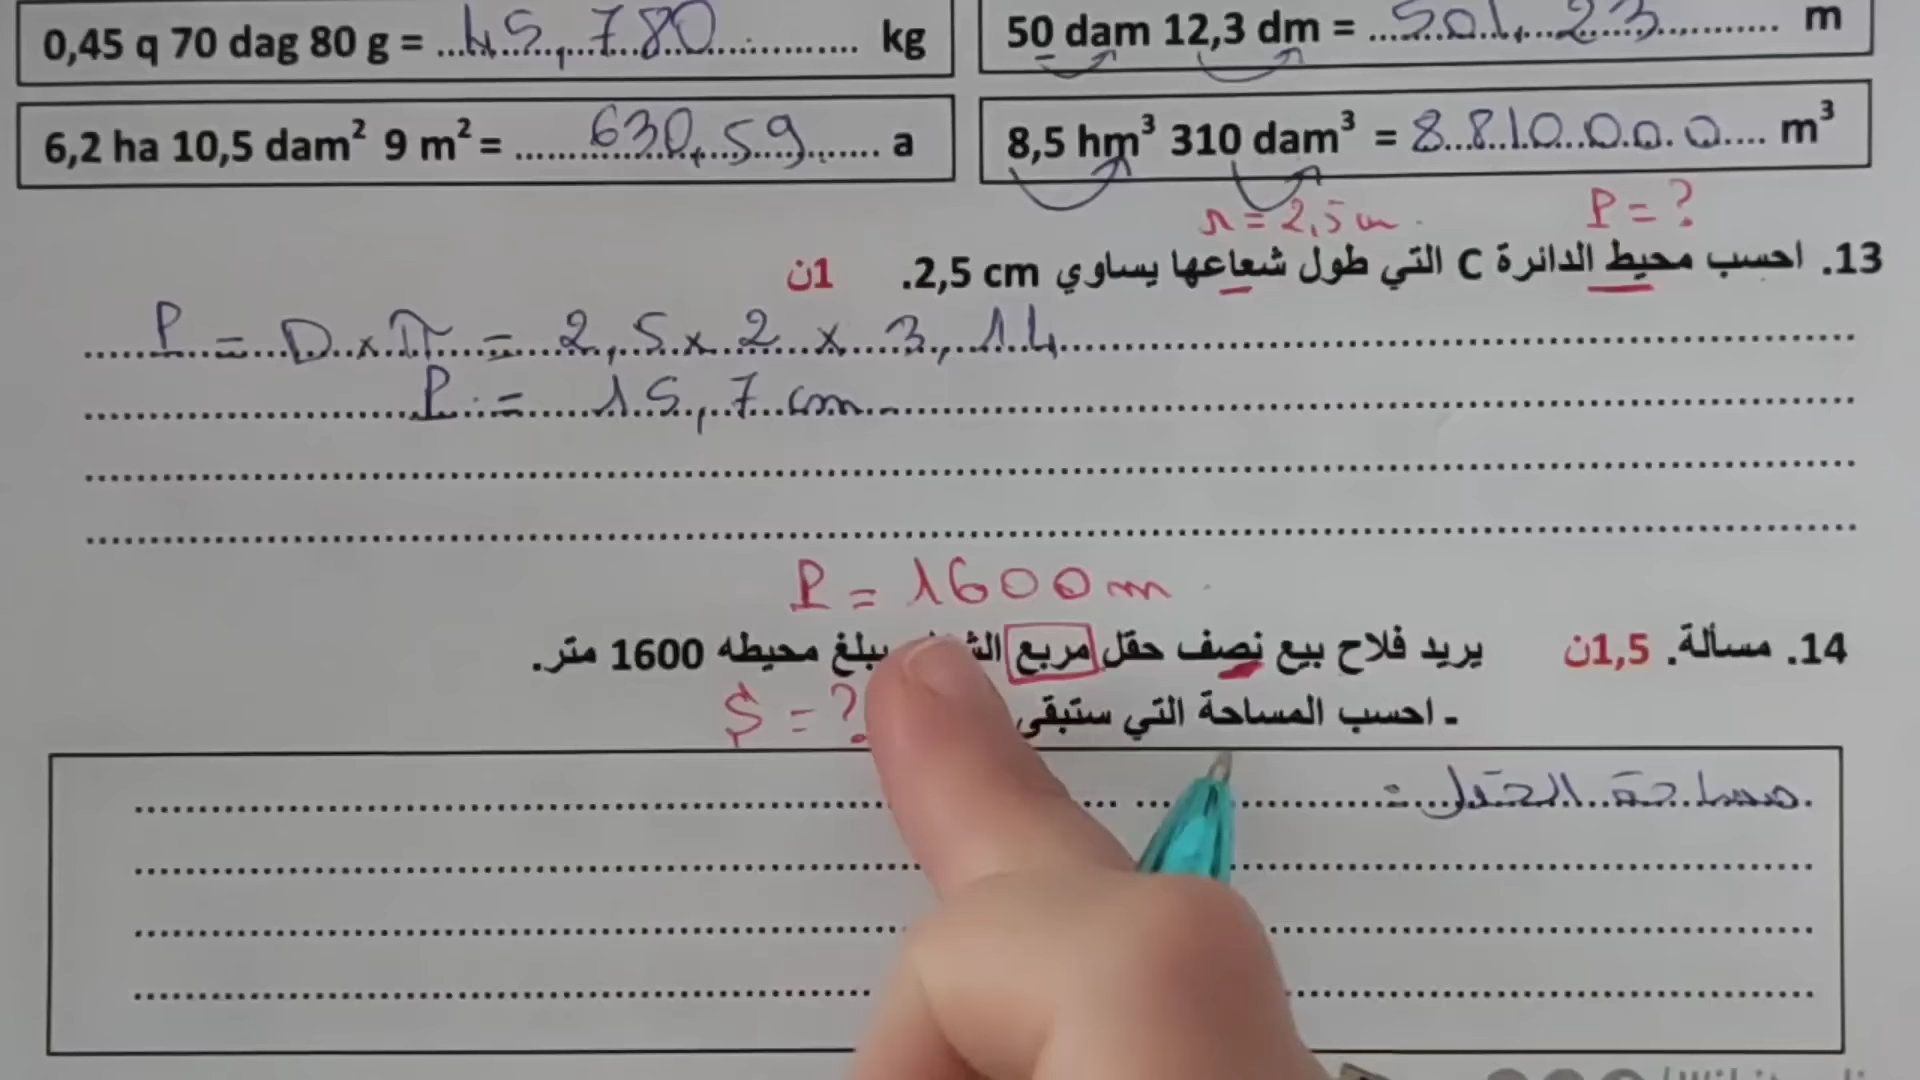 0,45 q 70 dag 80 g = 45,780 kg
50 dam 12,3 dm = 501,23 m
6,2 ha 10,5 dam² 9 m² = 630,59 a
8,5 hm³ 310 dam³ = 8810000 m³
r = 2,5 cm P = ?
13. احسب محيط الدائرة C التي طول شعاعها يساوي 2,5 cm. 1ن
P = D x π = 2,5 x 2 x 3,14
P = 15,7 cm
P = 1600 m
14. مسألة. 1,5ن يريد فلاح بيع نصف حقل مربع يبلغ محيطه 1600 متر.
- احسب المساحة التي ستبقى S = ?
مساحة الحقل: